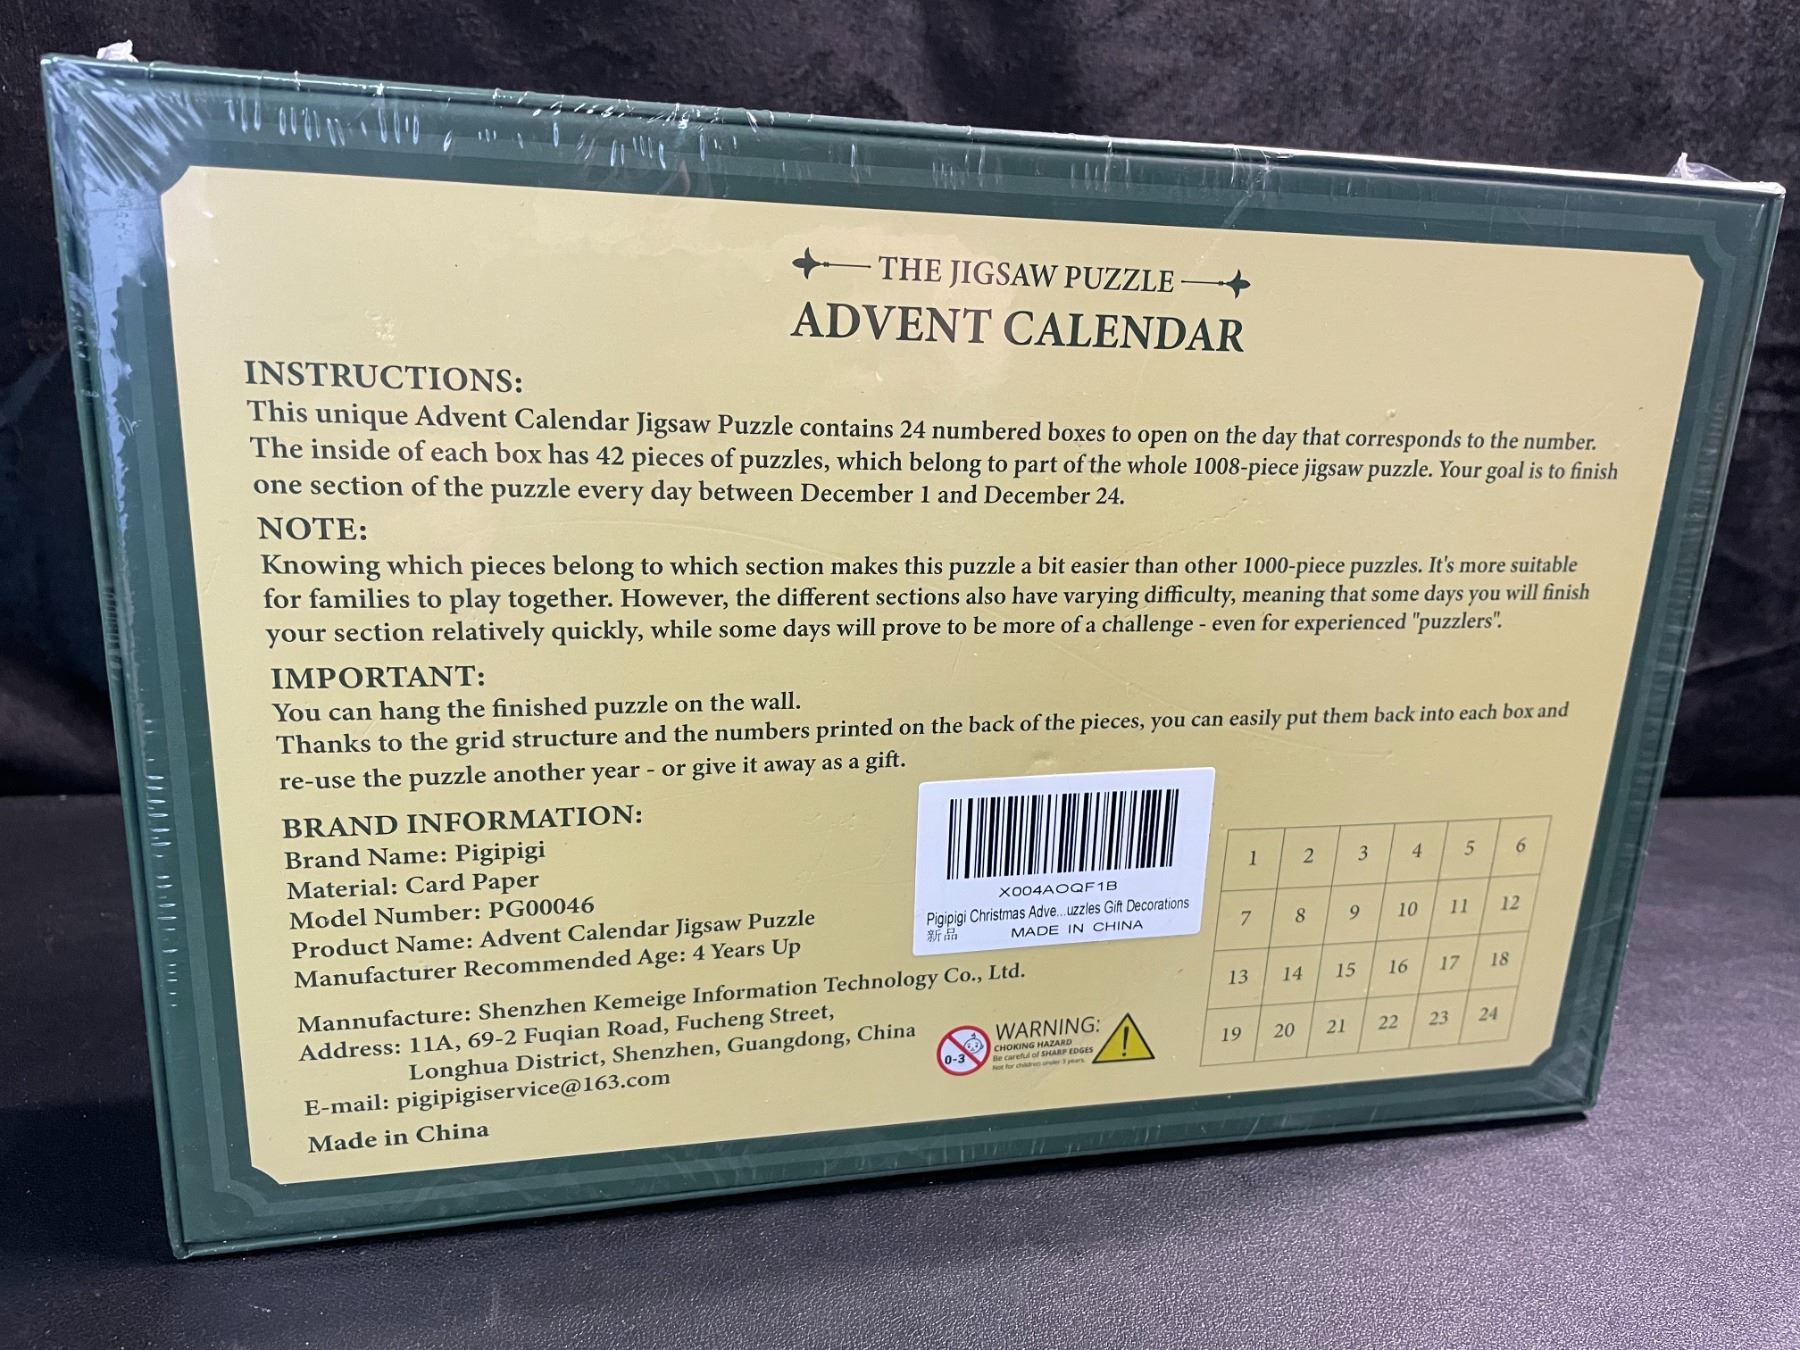 THE JIGSAW PUZZLE
ADVENT CALENDAR
INSTRUCTIONS:
This unique Advent Calendar Jigsaw Puzzle contains 24 numbered boxes to open on the day that corresponds to the number.
The inside of each box has 42 pieces of puzzles, which belong to part of the whole 1008-piece jigsaw puzzle. Your goal is to finish
one section of the puzzle every day between December 1 and December 24.
NOTE:
Knowing which pieces belong to which section makes this puzzle a bit easier than other 1000-piece puzzles. It's more suitable
for families to play together. However, the different sections also have varying difficulty, meaning that some days you will finish
your section relatively quickly, while some days will prove to be more of a challenge - even for experienced "puzzlers".
IMPORTANT:
You can hang the finished puzzle on the wall.
Thanks to the grid structure and the numbers printed on the back of the pieces, you can easily put them back into each box and
re-use the puzzle another year - or give it away as a gift.
BRAND INFORMATION:
Brand Name: Pigipigi
Material: Card Paper
Model Number: PG00046
Product Name: Advent Calendar Jigsaw Puzzle
Manufacturer Recommended Age: 4 Years Up
Mannufacture: Shenzhen Kemeige Information Technology Co., Ltd.
Address: 11A, 69-2 Fuqian Road, Fucheng Street,
Longhua District, Shenzhen, Guangdong, China
E-mail: pigipigiservice@163.com
Made in China
X004AOQF1B
Pigipigi Christmas Adve...uzzles Gift Decorations
新品
MADE IN CHINA
0-3
WARNING:
CHOKING HAZARD
Be careful of SHARP EDGES
Not for children under 3 years.
1 2 3 4 5 6
7 8 9 10 11 12
13 14 15 16 17 18
19 20 21 22 23 24